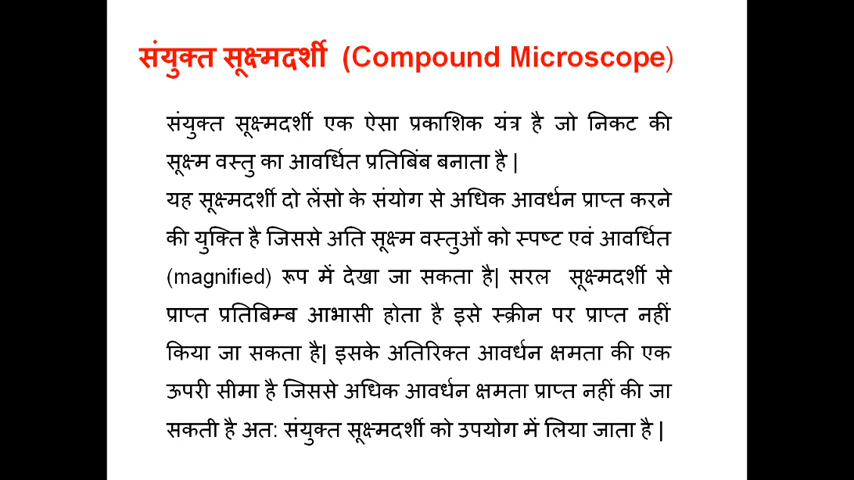 संयुक्त सूक्ष्मदर्शी (Compound Microscope)
संयुक्त सूक्ष्मदर्शी एक ऐसा प्रकाशिक यंत्र है जो निकट की
सूक्ष्म वस्तु का आवर्धित प्रतिबिंब बनाता है |
यह सूक्ष्मदर्शी दो लेंसो के संयोग से अधिक आवर्धन प्राप्त करने
की युक्ति है जिससे अति सूक्ष्म वस्तुओं को स्पष्ट एवं आवर्धित
(magnified) रूप में देखा जा सकता है| सरल सूक्ष्मदर्शी से
प्राप्त प्रतिबिम्ब आभासी होता है इसे स्क्रीन पर प्राप्त नहीं
किया जा सकता है| इसके अतिरिक्त आवर्धन क्षमता की एक
ऊपरी सीमा है जिससे अधिक आवर्धन क्षमता प्राप्त नहीं की जा
सकती है अत: संयुक्त सूक्ष्मदर्शी को उपयोग में लिया जाता है |